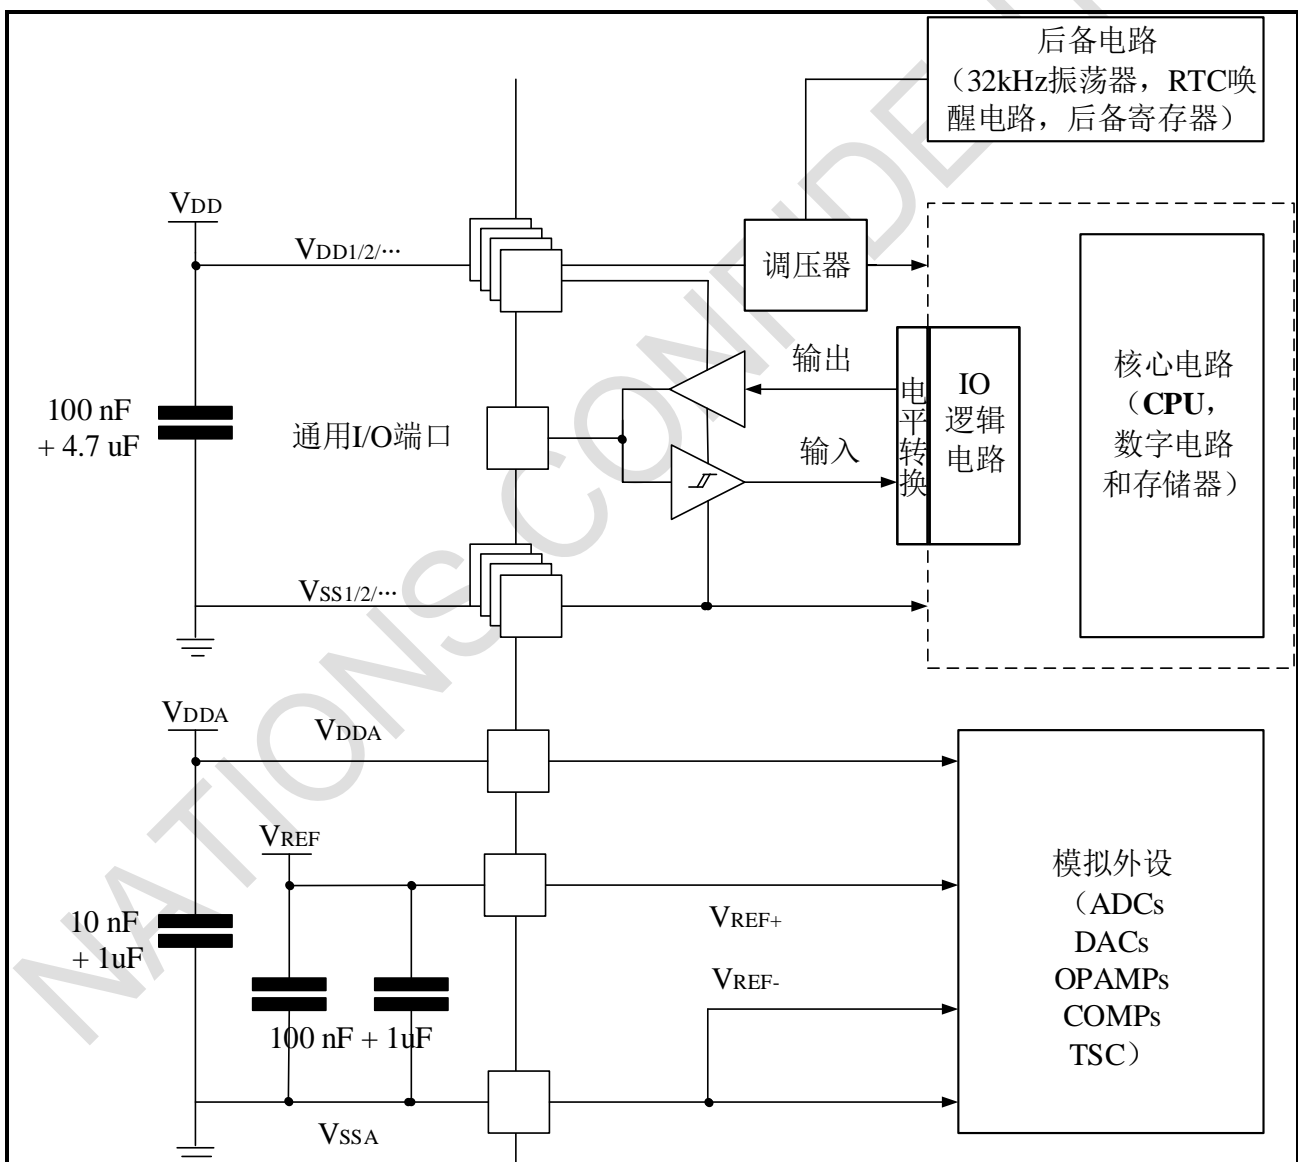 后备电路
（32kHz振荡器，RTC唤
醒电路，后备寄存器）
VDD
VDD1/2/···
调压器
输出
100 nF
+ 4.7 uF
通用I/O端口
输入
电平转换
IO
逻辑
电路
核心电路
（CPU，
数字电路
和存储器）
VSS1/2/···
VDDA
VDDA
VREF
10 nF
+ 1uF
VREF+
VREF-
100 nF + 1uF
模拟外设
（ADCs
DACs
OPAMPs
COMPs
TSC）
VSSA
NATIONS CONFIDE